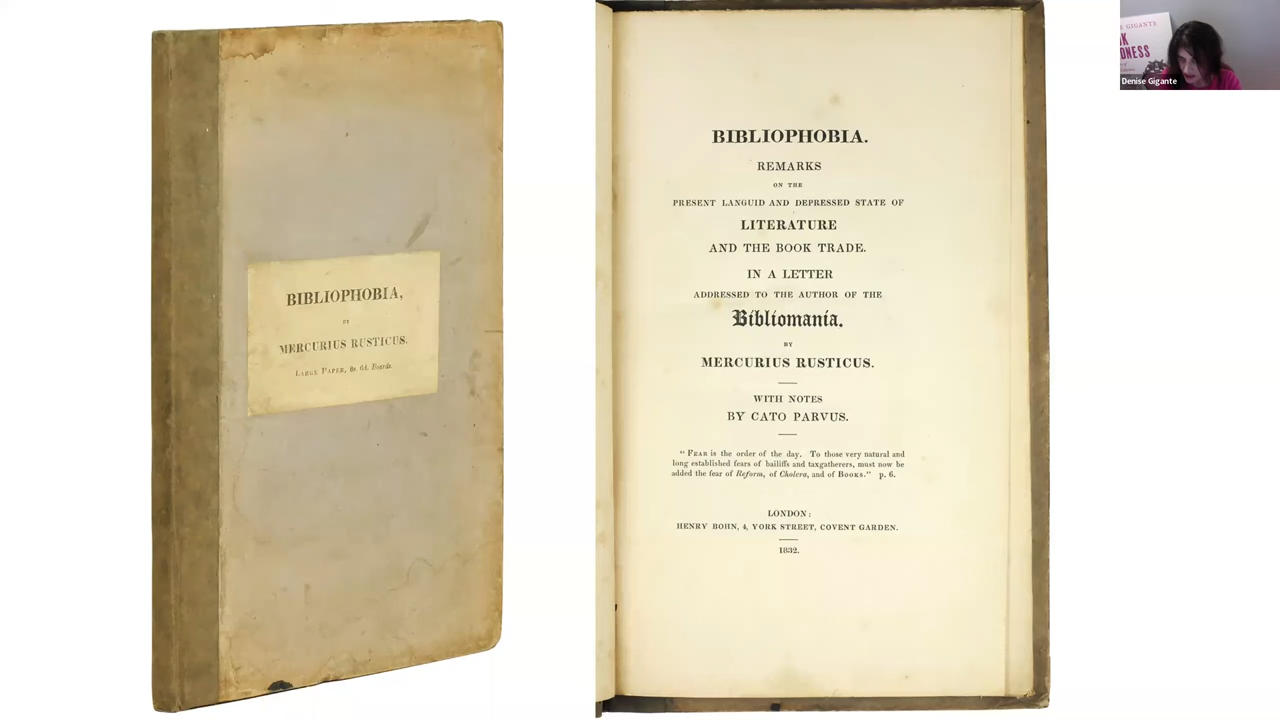 BIBLIOPHOBIA,
BY
MERCURIUS RUSTICUS.
LARGE PAPER, 8s. 6d. Boards.
BIBLIOPHOBIA.
REMARKS
ON THE
PRESENT LANGUID AND DEPRESSED STATE OF
LITERATURE
AND THE BOOK TRADE.
IN A LETTER
ADDRESSED TO THE AUTHOR OF THE
Bibliomania.
BY
MERCURIUS RUSTICUS.
WITH NOTES
BY CATO PARVUS.
“ FEAR is the order of the day. To those very natural and
long established fears of bailiffs and taxgatherers, must now be
added the fear of Reform, of Cholera, and of BOOKS.” p. 6.
LONDON:
HENRY BOHN, 4, YORK STREET, COVENT GARDEN.
1832.
E GIGANTE
OK
DNESS
Denise Gigante